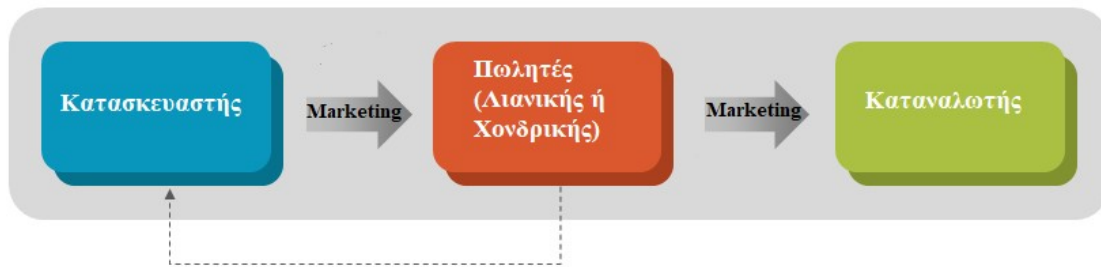 Κατασκευαστής
Marketing
Πωλητές
(Λιανικής ή
Χονδρικής)
Marketing
Καταναλωτής